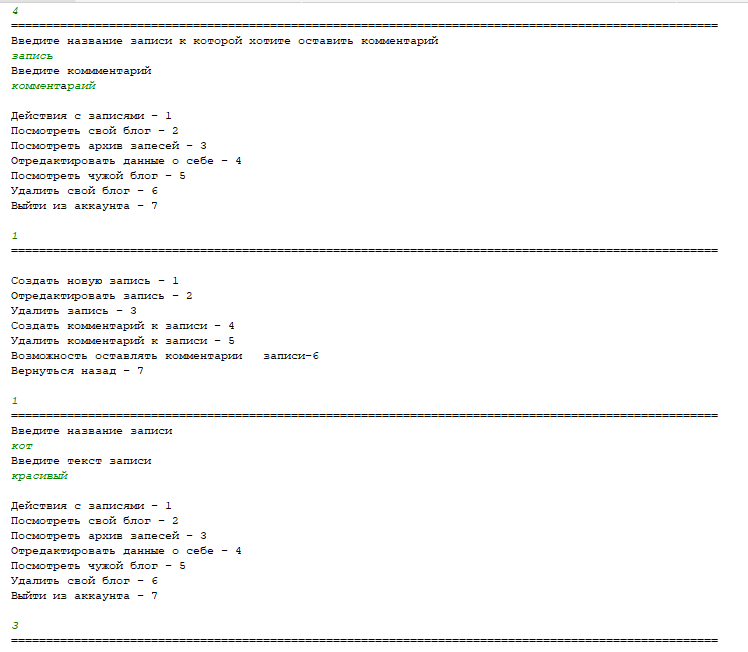 4
=====================================================================================================
Введите название записи к которой хотите оставить комментарий
запись
Введите коммментарий
комментараий
Действия с записями - 1
Посмотреть свой блог - 2
Посмотреть архив запесей - 3
Отредактировать данные о себе - 4
Посмотреть чужой блог - 5
Удалить свой блог - 6
Выйти из аккаунта - 7
1
=====================================================================================================
Создать новую запись - 1
Отредактировать запись - 2
Удалить запись - 3
Создать комментарий к записи - 4
Удалить комментарий к записи - 5
Возможность оставлять комментарии   записи-6
Вернуться назад - 7
1
=====================================================================================================
Введите название записи
кот
Введите текст записи
красивый
Действия с записями - 1
Посмотреть свой блог - 2
Посмотреть архив запесей - 3
Отредактировать данные о себе - 4
Посмотреть чужой блог - 5
Удалить свой блог - 6
Выйти из аккаунта - 7
3
=====================================================================================================